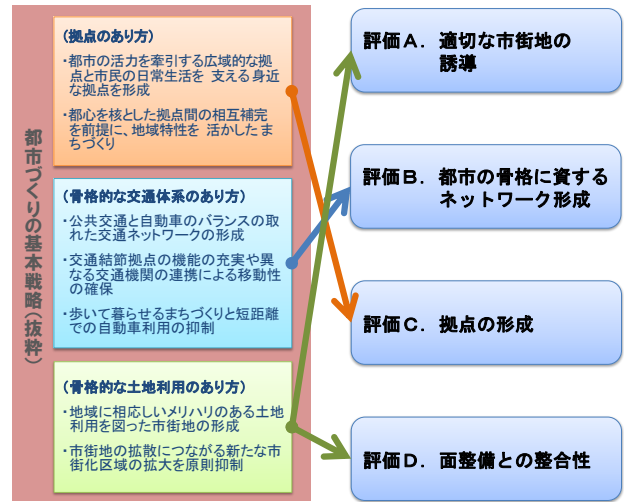 都市づくりの基本戦略(抜粋)
(拠点のあり方)
・都市の活力を牽引する広域的な拠
点と市民の日常生活を 支える身近
な拠点を形成
・都心を核とした拠点間の相互補完
を前提に、地域特性を 活かしたま
ちづくり
(骨格的な交通体系のあり方)
・公共交通と自動車のバランスの取
れた交通ネットワークの形成
・交通結節拠点の機能の充実や異
なる交通機関の連携による移動性
の確保
・歩いて暮らせるまちづくりと短距離
での自動車利用の抑制
(骨格的な土地利用のあり方)
・地域に相応しいメリハリのある土地
利用を図った市街地の形成
・市街地の拡散につながる新たな市
街化区域の拡大を原則抑制
評価A. 適切な市街地の
誘導
評価B. 都市の骨格に資する
ネットワーク形成
評価C. 拠点の形成
評価D. 面整備との整合性